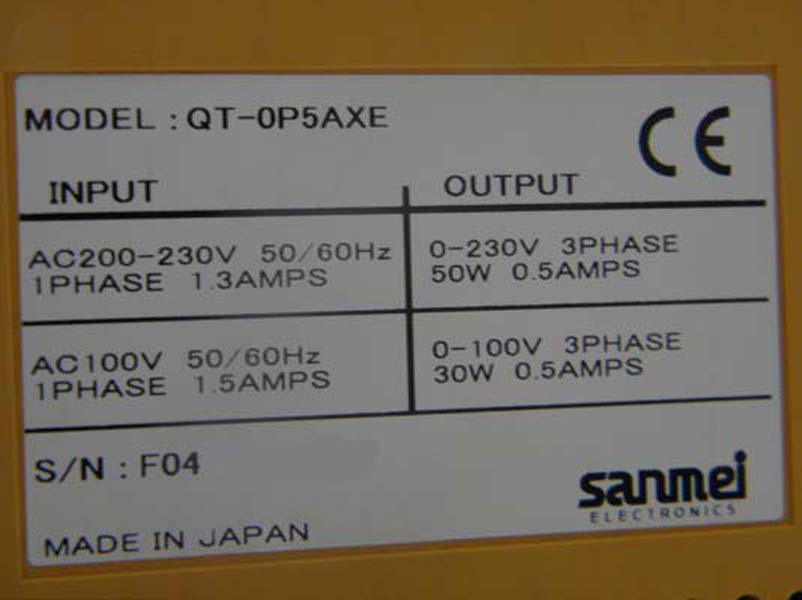 MODEL : QT-0P5AXE
CE
INPUT OUTPUT
AC200-230V 50/60Hz 0-230V 3PHASE
1PHASE 1.3AMPS 50W 0.5AMPS
AC100V 50/60Hz 0-100V 3PHASE
1PHASE 1.5AMPS 30W 0.5AMPS
S/N : F04
sanmei
ELECTRONICS
MADE IN JAPAN